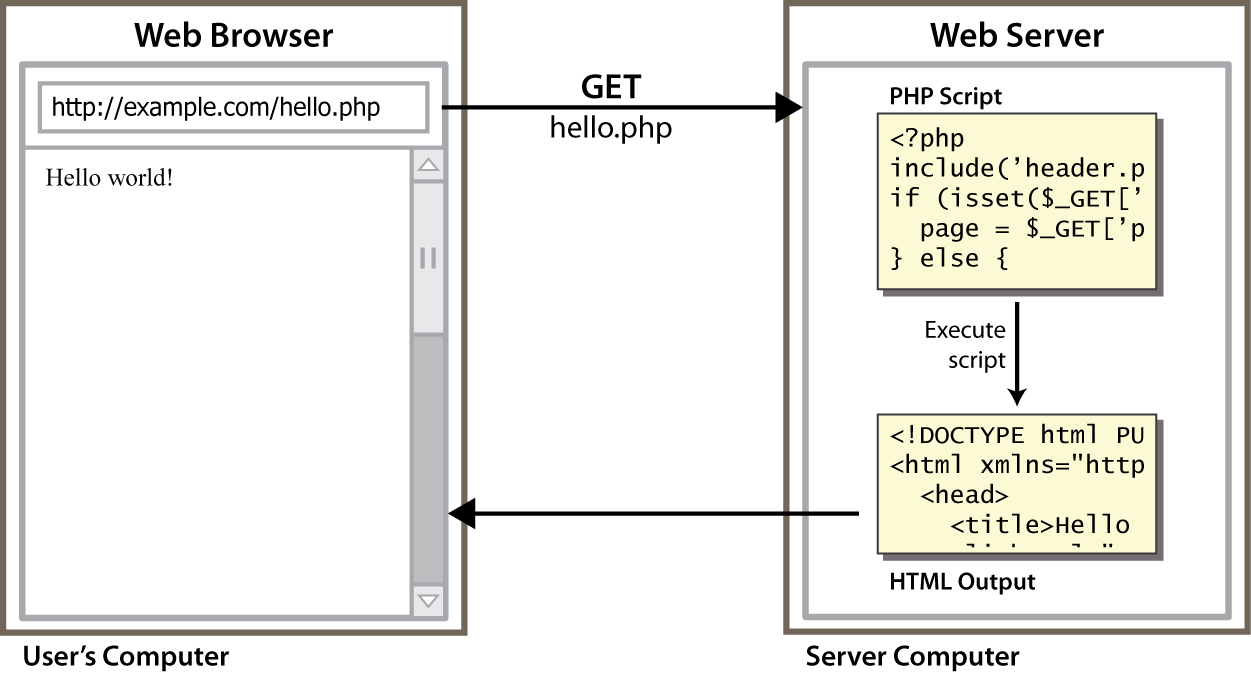 Web Browser
http://example.com/hello.php
Hello world!
User's Computer
GET
hello.php
Web Server
PHP Script
<?php
include(’header.p
if (isset($_GET[’
  page = $_GET[’p
} else {
Execute
script
<!DOCTYPE html PU
<html xmlns="http
  <head>
    <title>Hello
HTML Output
Server Computer